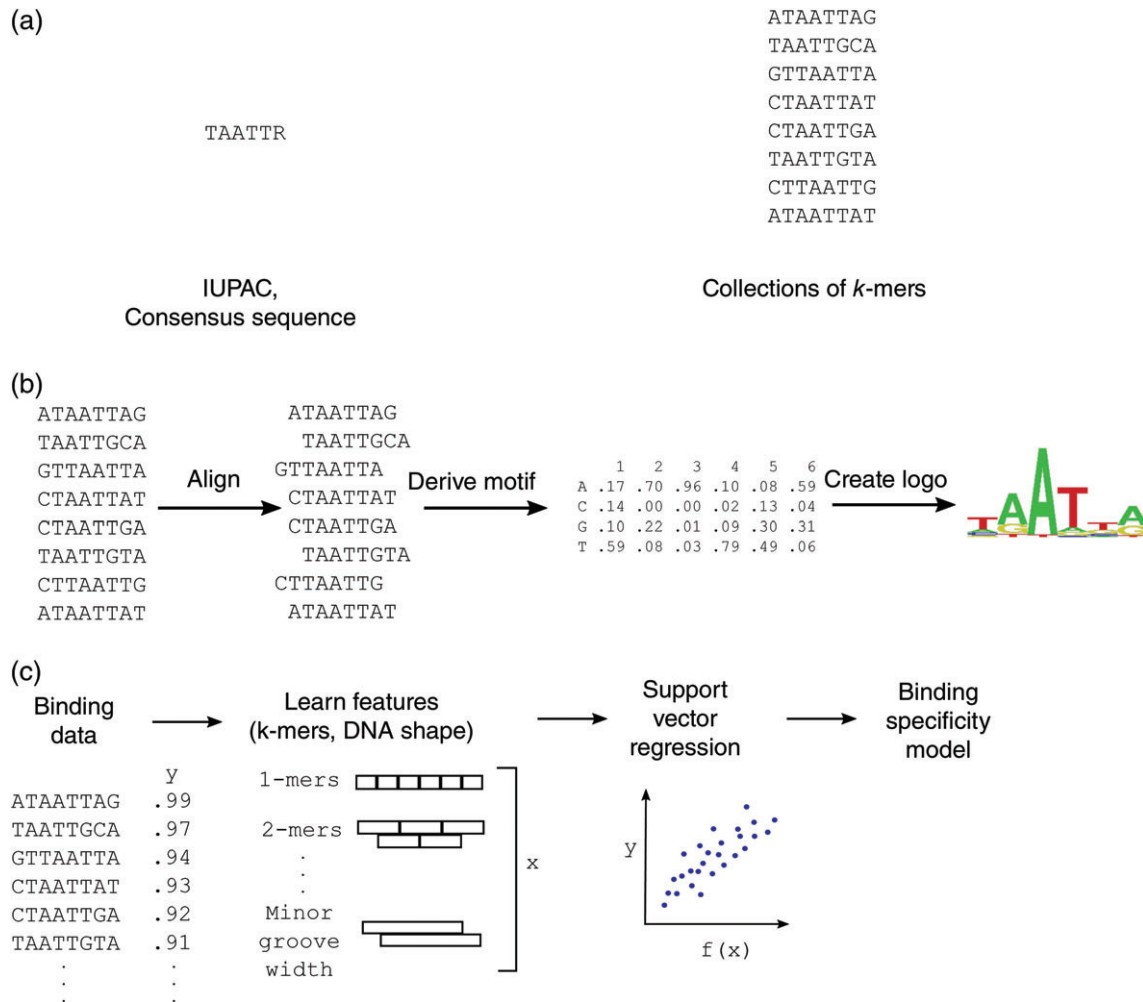 (a)
TAATTR
IUPAC,
Consensus sequence
ATAATTAG
TAATTGCA
GTTAATTA
CTAATTAT
CTAATTGA
TAATTGTA
CTTAATTG
ATAATTAT
Collections of k-mers
(b)
ATAATTAG
TAATTGCA
GTTAATTA
CTAATTAT
CTAATTGA
TAATTGTA
CTTAATTG
ATAATTAT
Align
ATAATTAG
TAATTGCA
GTTAATTA
CTAATTAT
CTAATTGA
TAATTGTA
CTTAATTG
ATAATTAT
Derive motif
1 2 3 4 5 6
A .17 .70 .96 .10 .08 .59
C .14 .00 .00 .02 .13 .04
G .10 .22 .01 .09 .30 .31
T .59 .08 .03 .79 .49 .06
Create logo
TAATTA
(c)
Binding
data
y
ATAATTAG .99
TAATTGCA .97
GTTAATTA .94
CTAATTAT .93
CTAATTGA .92
TAATTGTA .91
Learn features
(k-mers, DNA shape)
1-mers
2-mers
Minor
groove
width
x
Support
vector
regression
y
f(x)
Binding
specificity
model